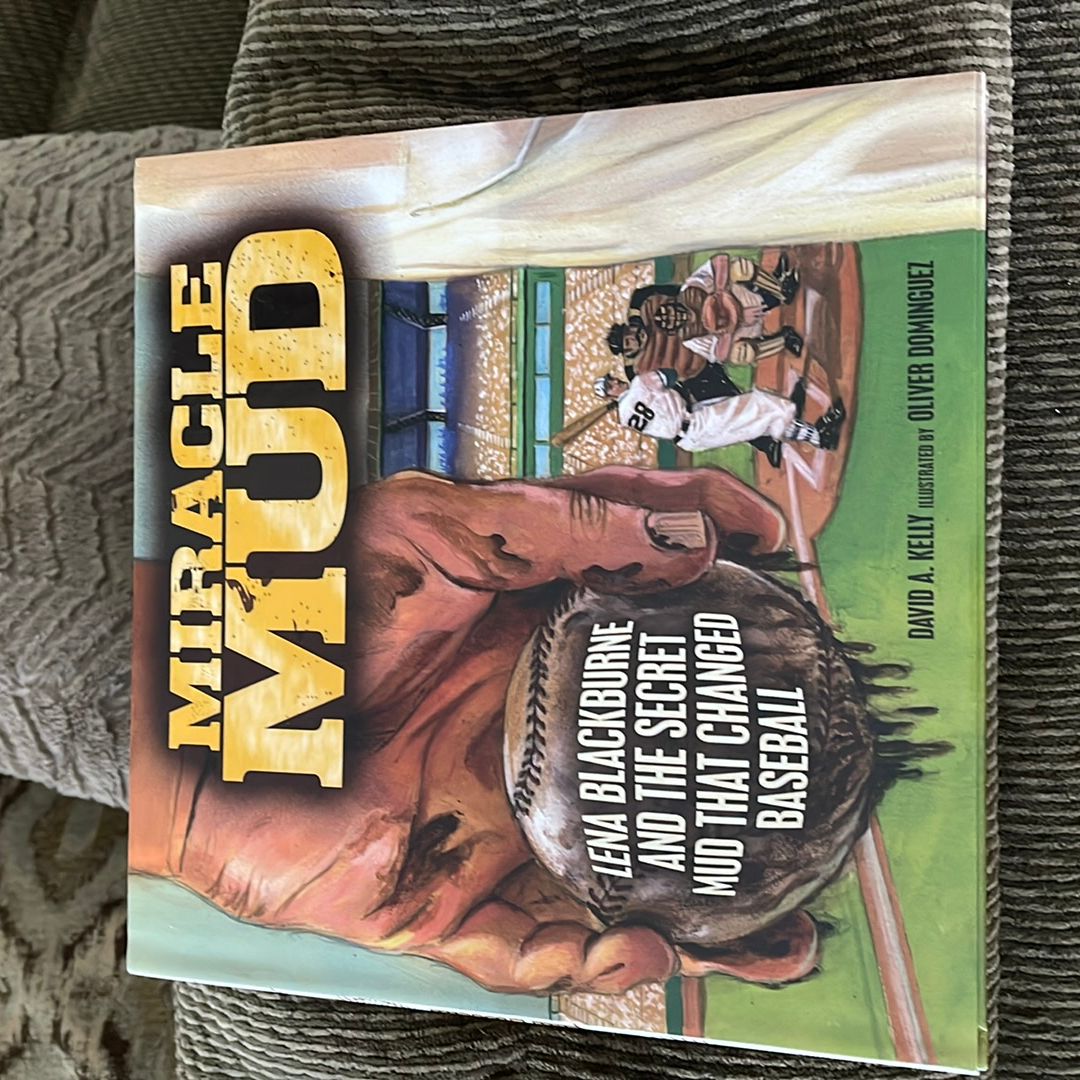 MIRACLE
MUD
LENA BLACKBURNE
AND THE SECRET
MUD THAT CHANGED
BASEBALL
28
DAVID A. KELLY ILLUSTRATED BY OLIVER DOMINGUEZ